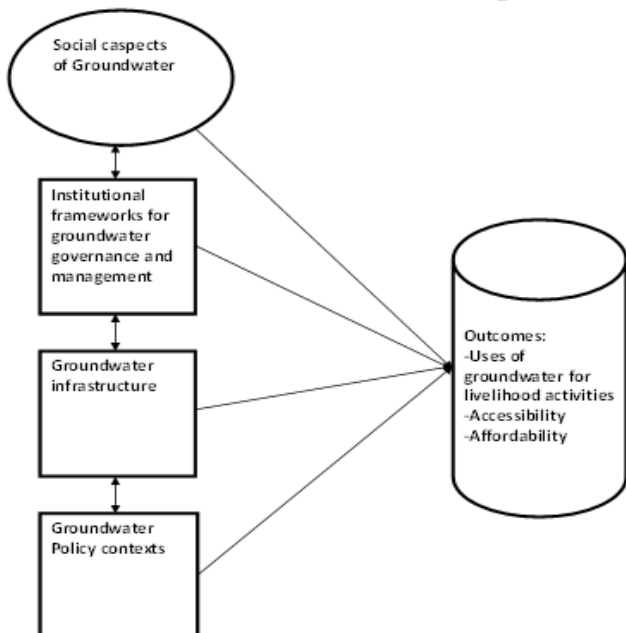 Social caspects
of Groundwater
Institutional
frameworks for
groundwater
governance and
management
Groundwater
infrastructure
Groundwater
Policy contexts
Outcomes:
-Uses of
groundwater for
livelihood activities
-Accessibility
-Affordability